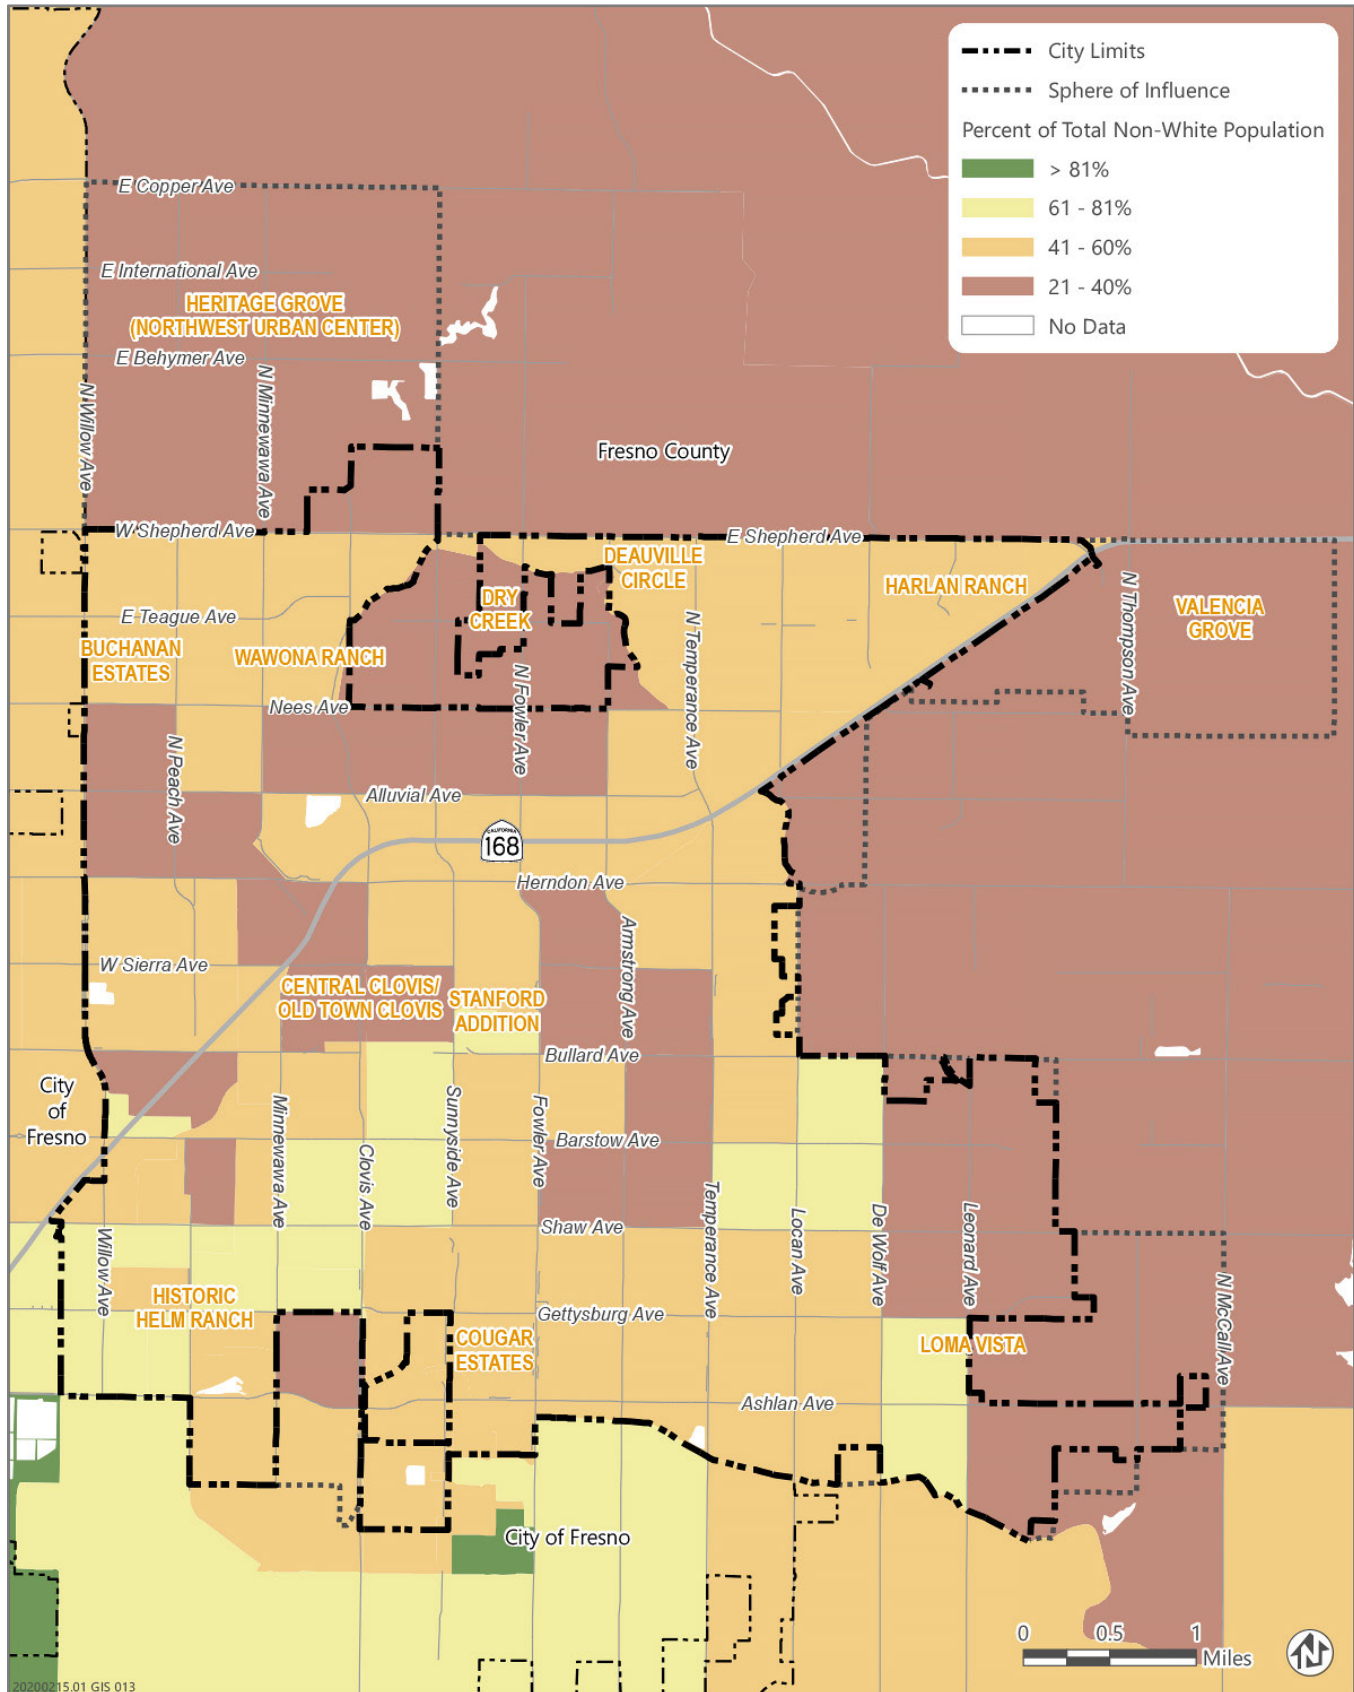 City Limits
Sphere of Influence
Percent of Total Non-White Population
> 81%
61 - 81%
41 - 60%
21 - 40%
No Data
E Copper Ave
E International Ave
HERITAGE GROVE
(NORTHWEST URBAN CENTER)
E Behymer Ave
N Willow Ave
N Minnewawa Ave
Fresno County
W Shepherd Ave
E Shepherd Ave
DEAUVILLE
CIRCLE
HARLAN RANCH
N Thompson Ave
VALENCIA
GROVE
DRY
CREEK
E Teague Ave
N Temperance Ave
BUCHANAN
ESTATES
WAWONA RANCH
N Fowler Ave
Nees Ave
N Peach Ave
Alluvial Ave
CALIFORNIA
168
Herndon Ave
Armstrong Ave
W Sierra Ave
CENTRAL CLOVIS/
OLD TOWN CLOVIS
STANFORD
ADDITION
Bullard Ave
City
of
Fresno
Minnewawa Ave
Clovis Ave
Sunnyside Ave
Fowler Ave
Barstow Ave
Temperance Ave
Locan Ave
De Wolf Ave
Leonard Ave
Shaw Ave
Willow Ave
N McCall Ave
HISTORIC
HELM RANCH
Gettysburg Ave
COUGAR
ESTATES
LOMA VISTA
Ashlan Ave
City of Fresno
0 0.5 1
Miles
N
20200215.01 GIS 013